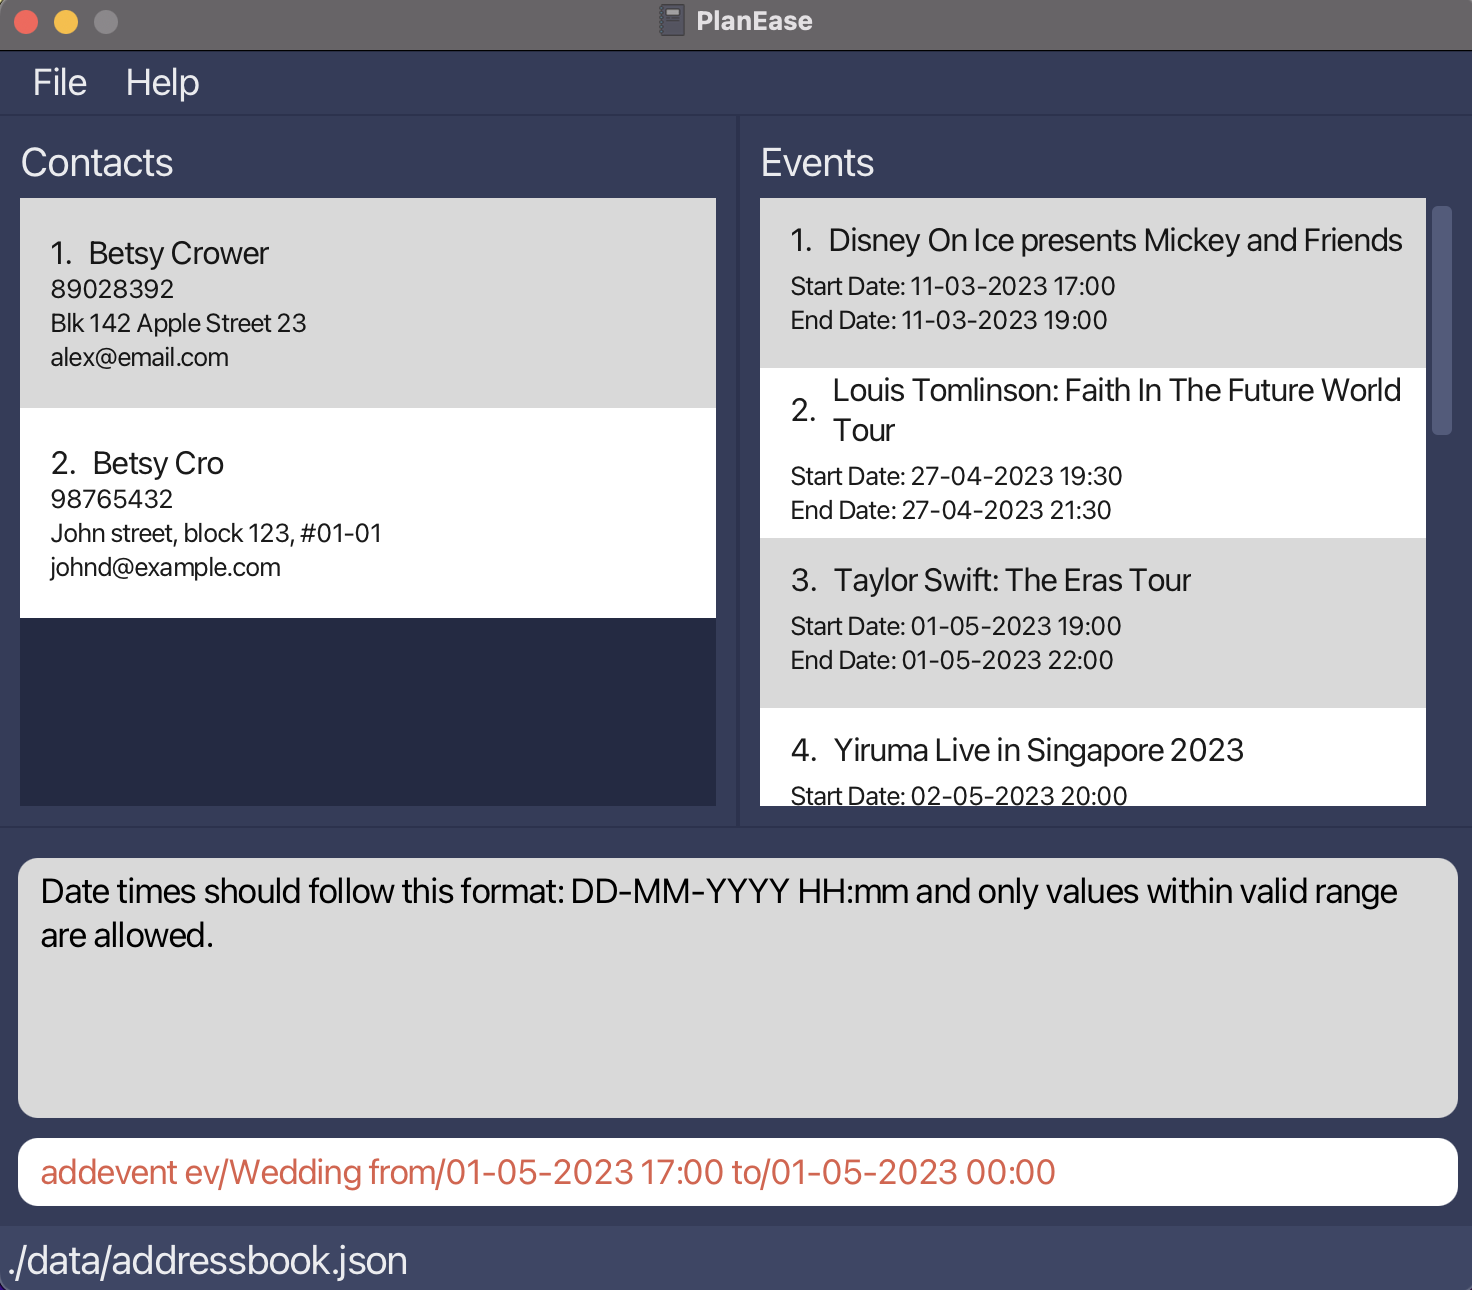 PlanEase
File Help
Contacts
1. Betsy Crower
89028392
Blk 142 Apple Street 23
alex@email.com
2. Betsy Cro
98765432
John street, block 123, #01-01
johnd@example.com
Events
1. Disney On Ice presents Mickey and Friends
Start Date: 11-03-2023 17:00
End Date: 11-03-2023 19:00
2. Louis Tomlinson: Faith In The Future World
Tour
Start Date: 27-04-2023 19:30
End Date: 27-04-2023 21:30
3. Taylor Swift: The Eras Tour
Start Date: 01-05-2023 19:00
End Date: 01-05-2023 22:00
4. Yiruma Live in Singapore 2023
Start Date: 02-05-2023 20:00
Date times should follow this format: DD-MM-YYYY HH:mm and only values within valid range
are allowed.
addevent ev/Wedding from/01-05-2023 17:00 to/01-05-2023 00:00
./data/addressbook.json